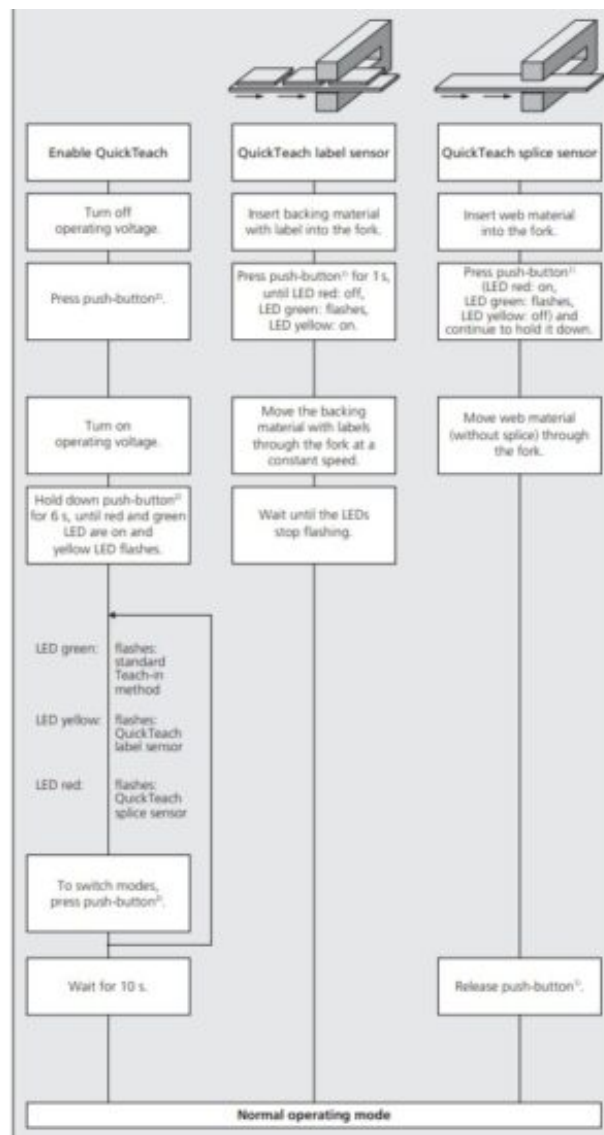 Enable QuickTeach
Turn off
operating voltage.
Press push-button²⁾.
Turn on
operating voltage.
Hold down push-button²⁾
for 6 s, until red and green
LED are on and
yellow LED flashes.
LED green: flashes:
standard
Teach-in
method
LED yellow: flashes:
QuickTeach
label sensor
LED red: flashes:
QuickTeach
splice sensor
To switch modes,
press push-button²⁾.
Wait for 10 s.
QuickTeach label sensor
Insert backing material
with label into the fork.
Press push-button¹⁾ for 1 s,
until LED red: off,
LED green: flashes,
LED yellow: on.
Move the backing
material with labels
through the fork at a
constant speed.
Wait until the LEDs
stop flashing.
QuickTeach splice sensor
Insert web material
into the fork.
Press push-button¹⁾
(LED red: on,
LED green: flashes,
LED yellow: off) and
continue to hold it down.
Move web material
(without splice) through
the fork.
Release push-button¹⁾.
Normal operating mode